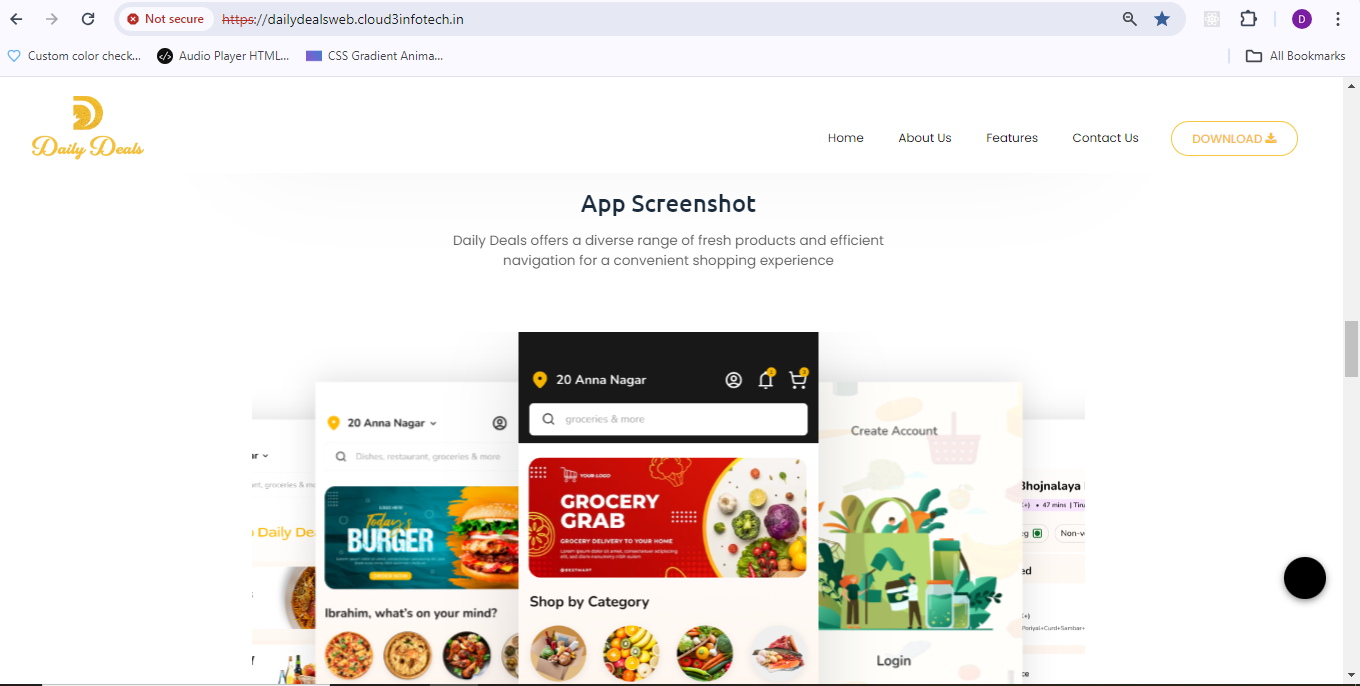 Not secure https://dailydealsweb.cloud3infotech.in D
Custom color check... Audio Player HTML... CSS Gradient Anima... All Bookmarks
Daily Deals
Home About Us Features Contact Us DOWNLOAD
App Screenshot
Daily Deals offers a diverse range of fresh products and efficient
navigation for a convenient shopping experience
20 Anna Nagar
groceries & more
20 Anna Nagar
Dishes, restaurant, groceries & more
Create Account
YOUR LOGO
GROCERY
GRAB
GROCERY DELIVERY TO YOUR HOME
Today's
BURGER
ORDER NOW
Daily De
Bhojnalaya
47 mins | Tiru
Non-v
Shop by Category
Ibrahim, what's on your mind?
Login